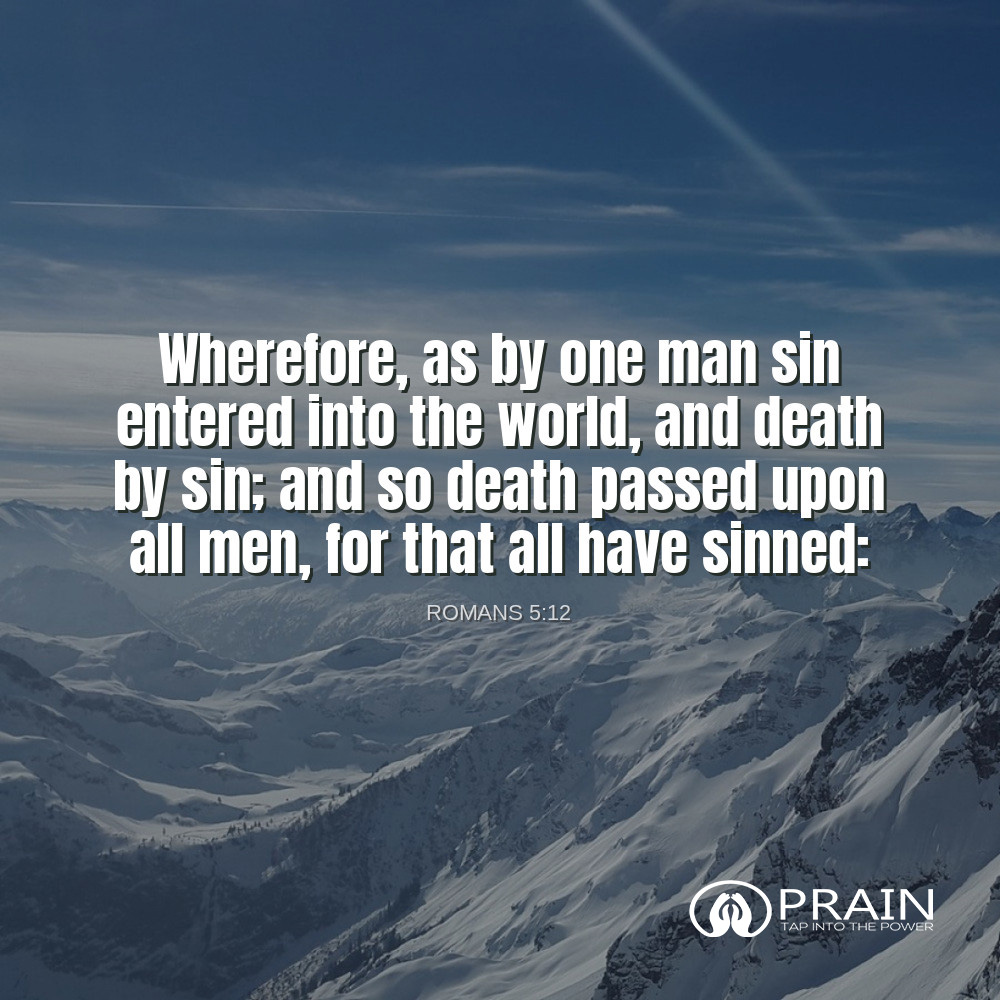 Wherefore, as by one man sin
entered into the world, and death
by sin; and so death passed upon
all men, for that all have sinned:
ROMANS 5:12
PRAIN
TAP INTO THE POWER